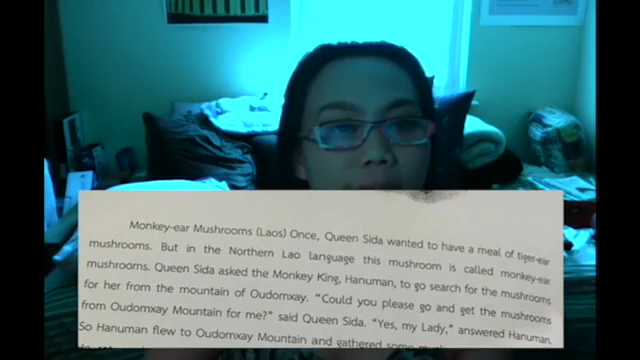 Monkey-ear Mushrooms (Laos) Once, Queen Sida wanted to have a meal of tiger-ear
mushrooms. But in the Northern Lao language this mushroom is called monkey-ear
mushrooms. Queen Sida asked the Monkey King, Hanuman, to go search for the mushrooms
for her from the mountain of Oudomxay. “Could you please go and get the mushrooms
from Oudomxay Mountain for me?” said Queen Sida. “Yes, my Lady,” answered Hanuman.
So Hanuman flew to Oudomxay Mountain and gathered some